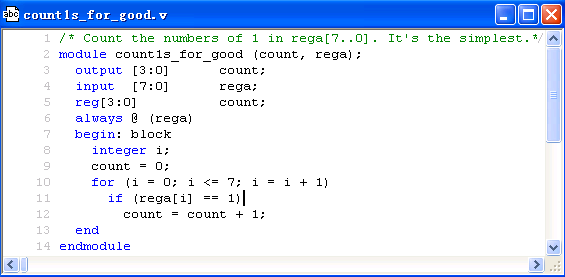 count1s_for_good.v
1 /* Count the numbers of 1 in rega[7..0]. It's the simplest.*/
2 module count1s_for_good (count, rega);
3 output [3:0] count;
4 input [7:0] rega;
5 reg[3:0] count;
6 always @ (rega)
7 begin: block
8 integer i;
9 count = 0;
10 for (i = 0; i <= 7; i = i + 1)
11 if (rega[i] == 1)
12 count = count + 1;
13 end
14 endmodule